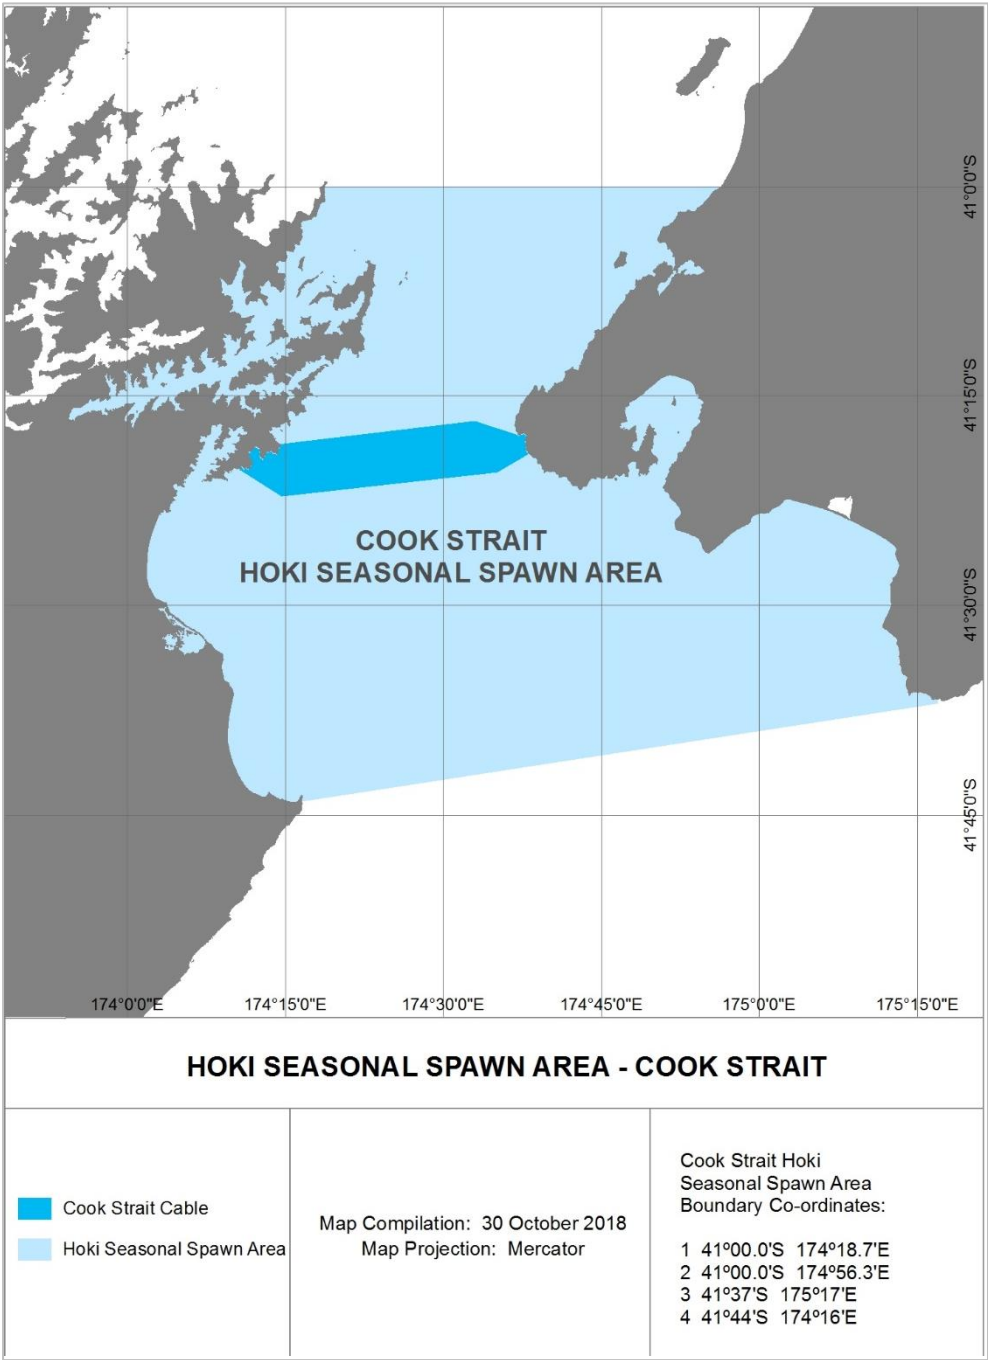 41°0'0"S
41°15'0"S
COOK STRAIT
HOKI SEASONAL SPAWN AREA
41°30'0"S
41°45'0"S
174°0'0"E 174°15'0"E 174°30'0"E 174°45'0"E 175°0'0"E 175°15'0"E
HOKI SEASONAL SPAWN AREA - COOK STRAIT
Cook Strait Cable
Hoki Seasonal Spawn Area
Map Compilation: 30 October 2018
Map Projection: Mercator
Cook Strait Hoki
Seasonal Spawn Area
Boundary Co-ordinates:
1 41º00.0'S 174º18.7'E
2 41º00.0'S 174º56.3'E
3 41º37'S 175º17'E
4 41º44'S 174º16'E